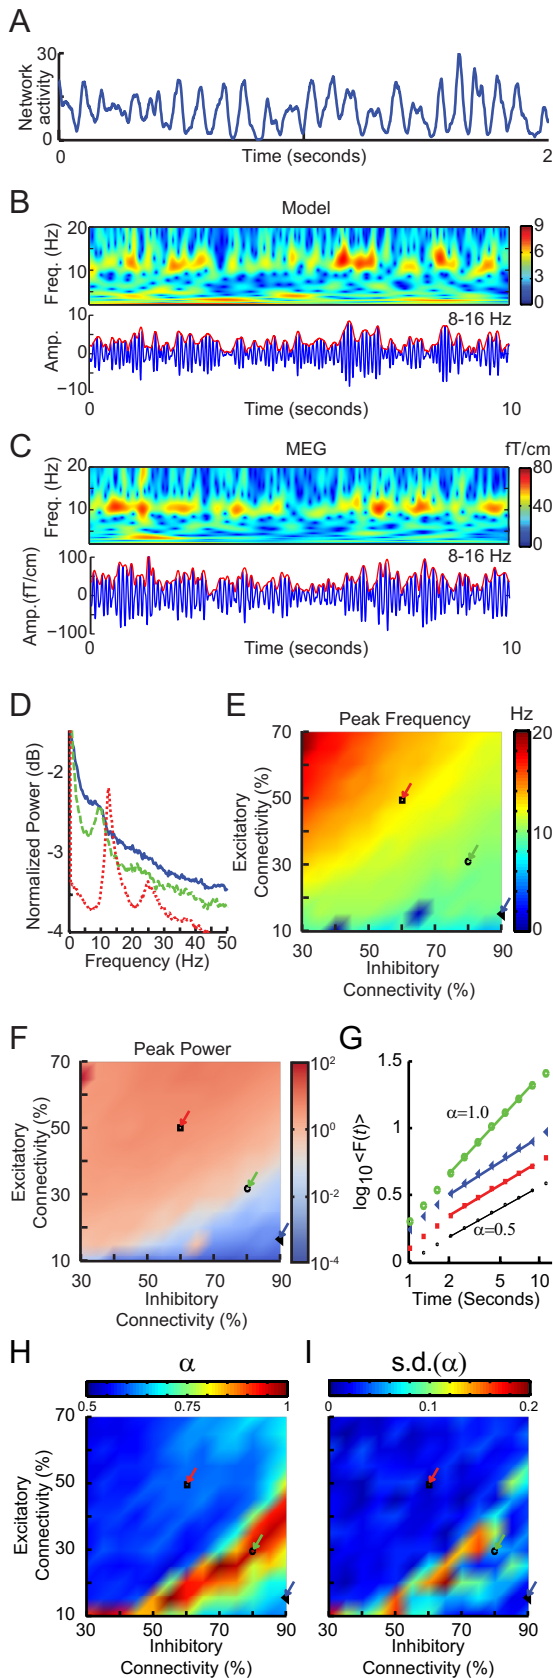 A
30
Network
activity
0
0
Time (seconds)
2
B
Model
20
10
Freq. (Hz)
9
6
3
0
8-16 Hz
10
0
−10
Amp.
0
Time (seconds)
10
C
MEG
fT/cm
20
10
Freq. (Hz)
80
40
0
8-16 Hz
100
0
−100
Amp.(fT/cm)
0
Time (seconds)
10
D
Normalized Power (dB)
-2
-3
-4
0 10 20 30 40 50
Frequency (Hz)
E
Peak Frequency
Hz
70
50
30
10
Excitatory
Connectivity (%)
30 50 70 90
Inhibitory
Connectivity (%)
20
10
0
F
Peak Power
70
50
30
10
Excitatory
Connectivity (%)
30 40 60 80 90
Inhibitory
Connectivity (%)
10^2
10^0
10^-2
10^-4
G
1.5
1
0.5
0
log10<F(t)>
α=1.0
α=0.5
1 2 5 10
Time (Seconds)
H
α
0.5 0.75 1
70
50
30
10
Excitatory
Connectivity (%)
30 50 70 90
Inhibitory
Connectivity (%)
I
s.d.(α)
0 0.1 0.2
30 50 70 90
Inhibitory
Connectivity (%)